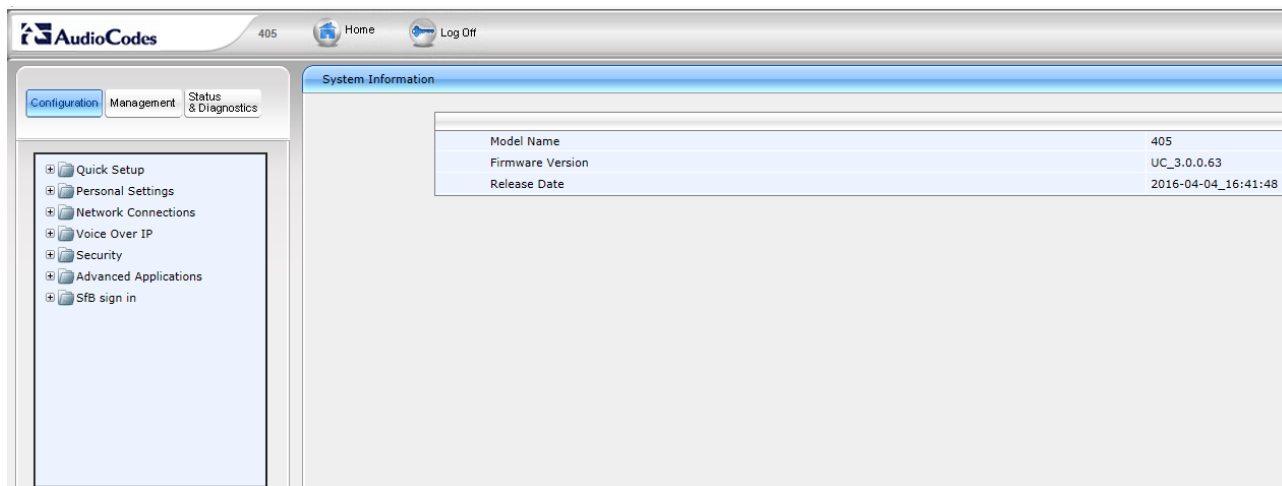 AudioCodes 405 Home Log Off
System Information
Configuration Management Status & Diagnostics
Model Name 405
Firmware Version UC_3.0.0.63
Release Date 2016-04-04_16:41:48
Quick Setup
Personal Settings
Network Connections
Voice Over IP
Security
Advanced Applications
SfB sign in